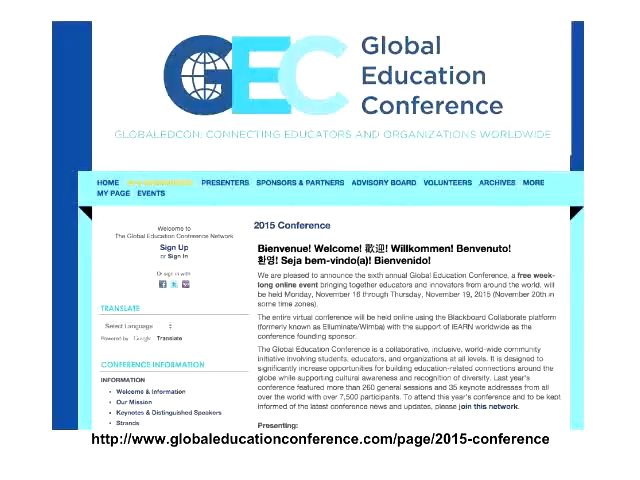 GEC Global
Education
Conference
GLOBALEDCON: CONNECTING EDUCATORS AND ORGANIZATIONS WORLDWIDE
HOME PRESENTERS SPONSORS & PARTNERS ADVISORY BOARD VOLUNTEERS ARCHIVES MORE
MY PAGE EVENTS
Welcome to
The Global Education Conference Network
Sign Up
or Sign In
Or sign in with:
TRANSLATE
Select Language
Powered by Google Translate
CONFERENCE INFORMATION
INFORMATION
• Welcome & Information
• Our Mission
• Keynotes & Distinguished Speakers
• Strands
2015 Conference
Bienvenue! Welcome! 歡迎! Willkommen! Benvenuto!
환영! Seja bem-vindo(a)! Bienvenido!
We are pleased to announce the sixth annual Global Education Conference, a free week-
long online event bringing together educators and innovators from around the world, will
be held Monday, November 16 through Thursday, November 19, 2015 (November 20th in
some time zones).
The entire virtual conference will be held online using the Blackboard Collaborate platform
(formerly known as Elluminate/Wimba) with the support of iEARN worldwide as the
conference founding sponsor.
The Global Education Conference is a collaborative, inclusive, world-wide community
initiative involving students, educators, and organizations at all levels. It is designed to
significantly increase opportunities for building education-related connections around the
globe while supporting cultural awareness and recognition of diversity. Last year's
conference featured more than 260 general sessions and 35 keynote addresses from all
over the world with over 7,500 participants. To attend this year's conference and to be kept
informed of the latest conference news and updates, please join this network.
Presenting:
http://www.globaleducationconference.com/page/2015-conference